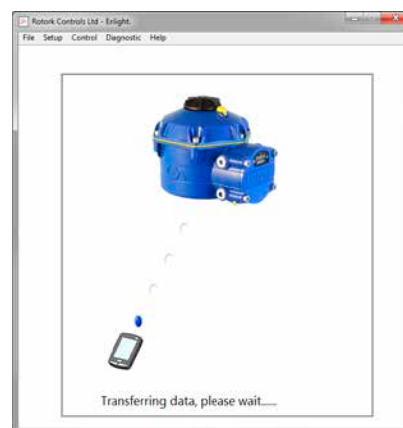 Rotork Controls Ltd - Enlight.
File Setup Control Diagnostic Help
Transferring data, please wait......